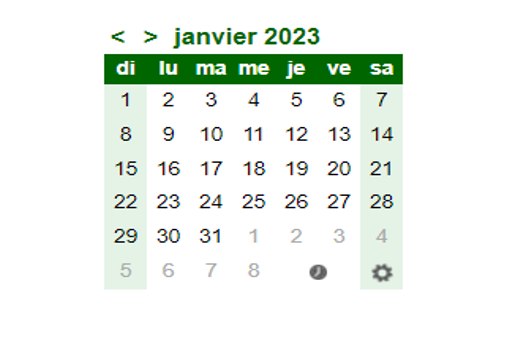 < > janvier 2023
di lu ma me je ve sa
1 2 3 4 5 6 7
8 9 10 11 12 13 14
15 16 17 18 19 20 21
22 23 24 25 26 27 28
29 30 31 1 2 3 4
5 6 7 8